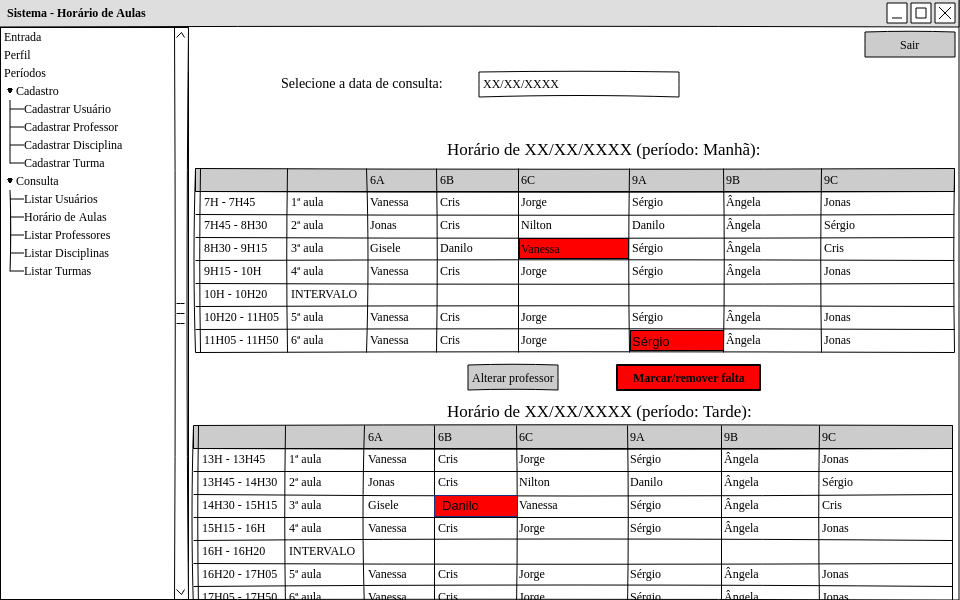 Sistema - Horário de Aulas
Entrada
Perfil
Períodos
Cadastro
Cadastrar Usuário
Cadastrar Professor
Cadastrar Disciplina
Cadastrar Turma
Consulta
Listar Usuários
Horário de Aulas
Listar Professores
Listar Disciplinas
Listar Turmas
Sair
Selecione a data de consulta: XX/XX/XXXX
Horário de XX/XX/XXXX (período: Manhã):
6A 6B 6C 9A 9B 9C
7H - 7H45 1ª aula Vanessa Cris Jorge Sérgio Ângela Jonas
7H45 - 8H30 2ª aula Jonas Cris Nilton Danilo Ângela Sérgio
8H30 - 9H15 3ª aula Gisele Danilo Vanessa Sérgio Ângela Cris
9H15 - 10H 4ª aula Vanessa Cris Jorge Sérgio Ângela Jonas
10H - 10H20 INTERVALO
10H20 - 11H05 5ª aula Vanessa Cris Jorge Sérgio Ângela Jonas
11H05 - 11H50 6ª aula Vanessa Cris Jorge Sérgio Ângela Jonas
Alterar professor Marcar/remover falta
Horário de XX/XX/XXXX (período: Tarde):
6A 6B 6C 9A 9B 9C
13H - 13H45 1ª aula Vanessa Cris Jorge Sérgio Ângela Jonas
13H45 - 14H30 2ª aula Jonas Cris Nilton Danilo Ângela Sérgio
14H30 - 15H15 3ª aula Gisele Danilo Vanessa Sérgio Ângela Cris
15H15 - 16H 4ª aula Vanessa Cris Jorge Sérgio Ângela Jonas
16H - 16H20 INTERVALO
16H20 - 17H05 5ª aula Vanessa Cris Jorge Sérgio Ângela Jonas
17H05 - 17H50 6ª aula Vanessa Cris Jorge Sérgio Ângela Jonas